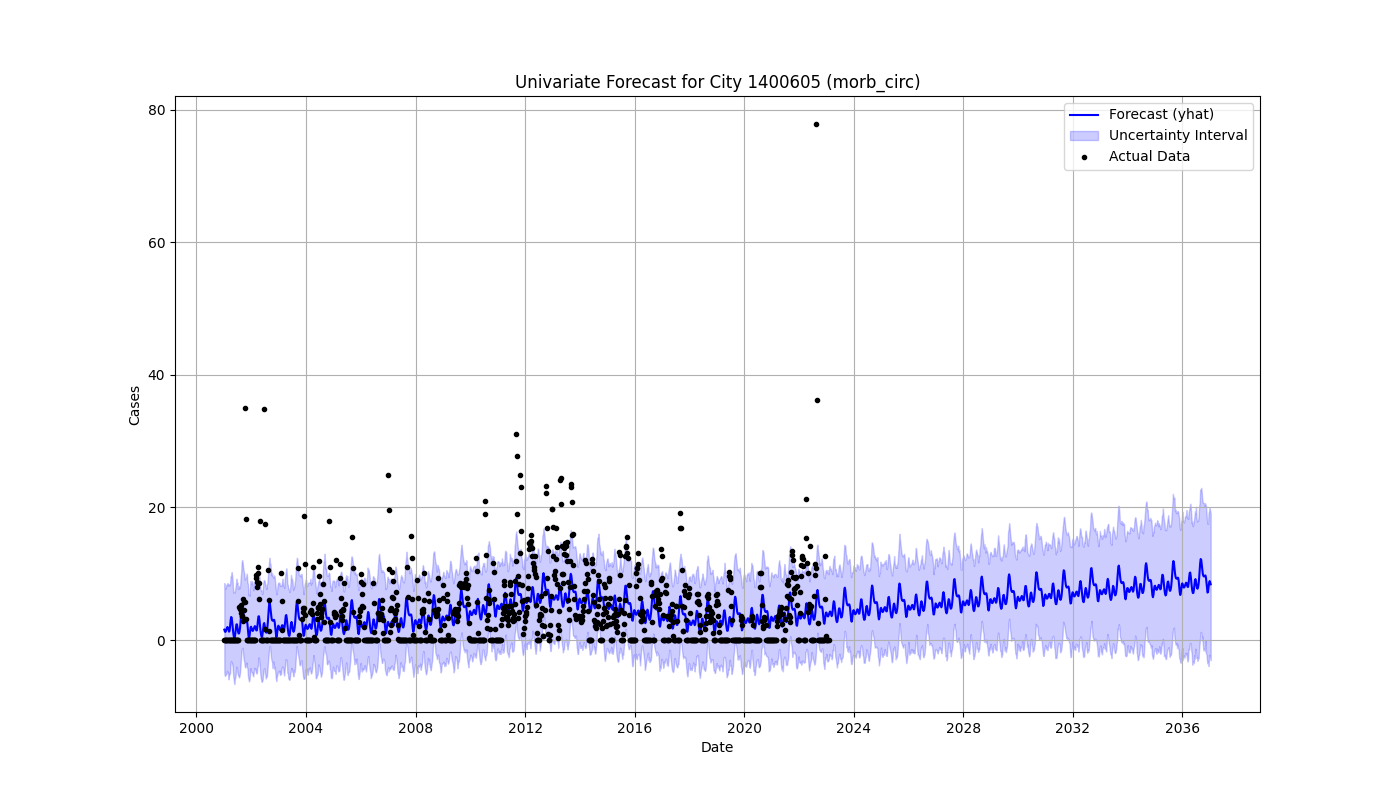 Univariate Forecast for City 1400605 (morb_circ)
Forecast (yhat)
Uncertainty Interval
Actual Data
80
60
40
20
0
Cases
2000 2004 2008 2012 2016 2020 2024 2028 2032 2036
Date